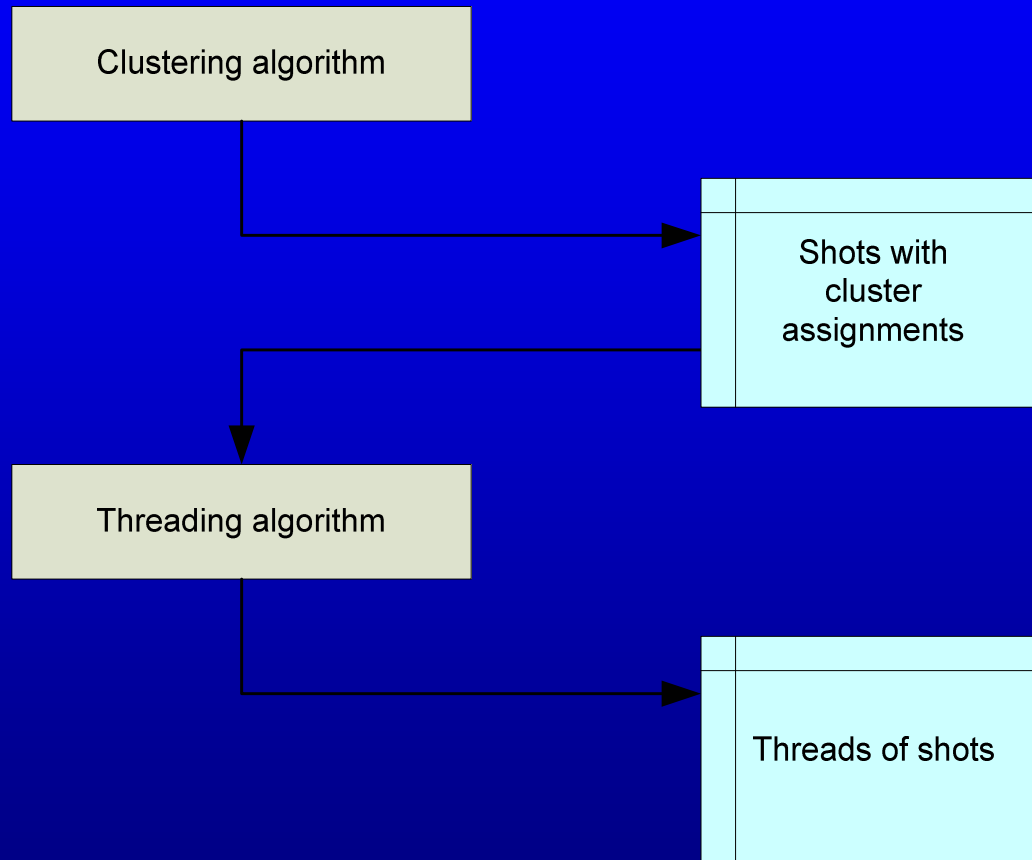 Clustering algorithm
Shots with
cluster
assignments
Threading algorithm
Threads of shots